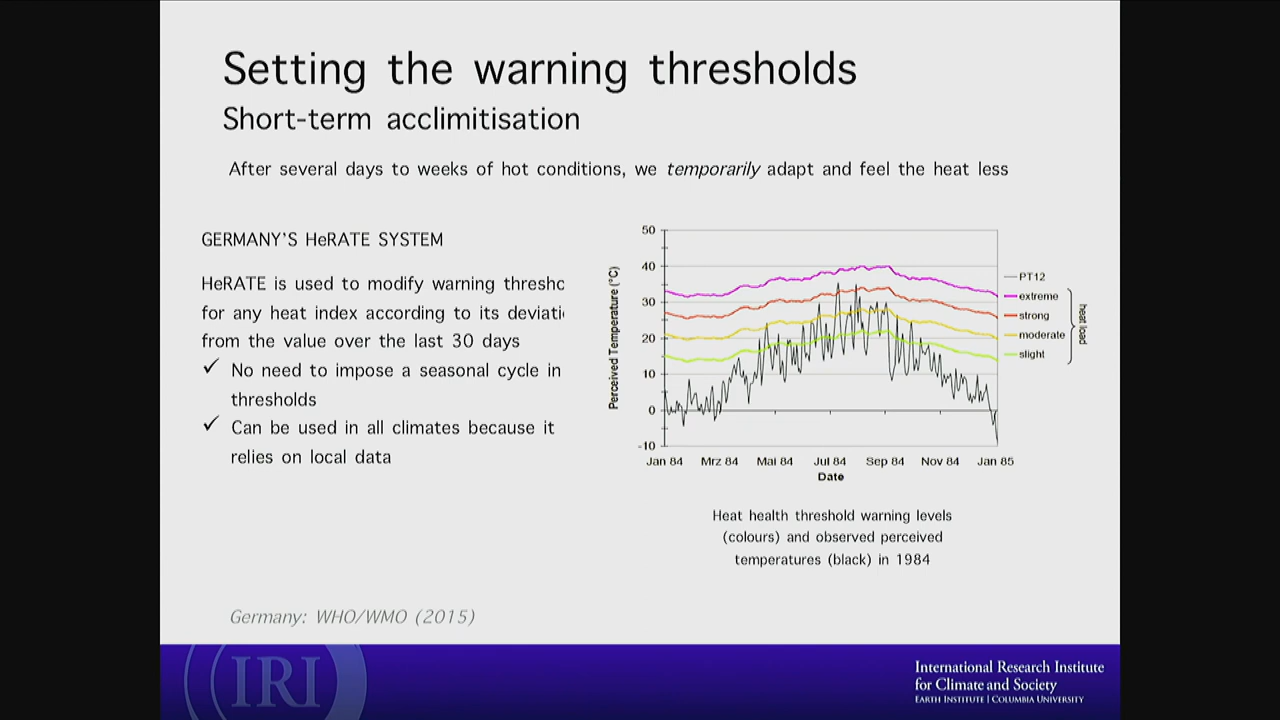 Setting the warning thresholds
Short-term acclimitisation
After several days to weeks of hot conditions, we temporarily adapt and feel the heat less
GERMANY'S HeRATE SYSTEM
HeRATE is used to modify warning threshc
for any heat index according to its deviati
from the value over the last 30 days
✓ No need to impose a seasonal cycle in
thresholds
✓ Can be used in all climates because it
relies on local data
Perceived Temperature (°C)
50
40
30
20
10
0
-10
Jan 84 Mrz 84 Mai 84 Jul 84 Sep 84 Nov 84 Jan 85
Date
PT12
extreme
strong
moderate
slight
heat load
Heat health threshold warning levels
(colours) and observed perceived
temperatures (black) in 1984
Germany: WHO/WMO (2015)
IRI
International Research Institute
for Climate and Society
EARTH INSTITUTE | COLUMBIA UNIVERSITY